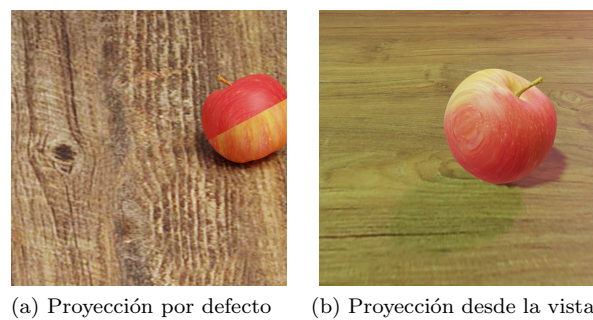 (a) Proyección por defecto
(b) Proyección desde la vista